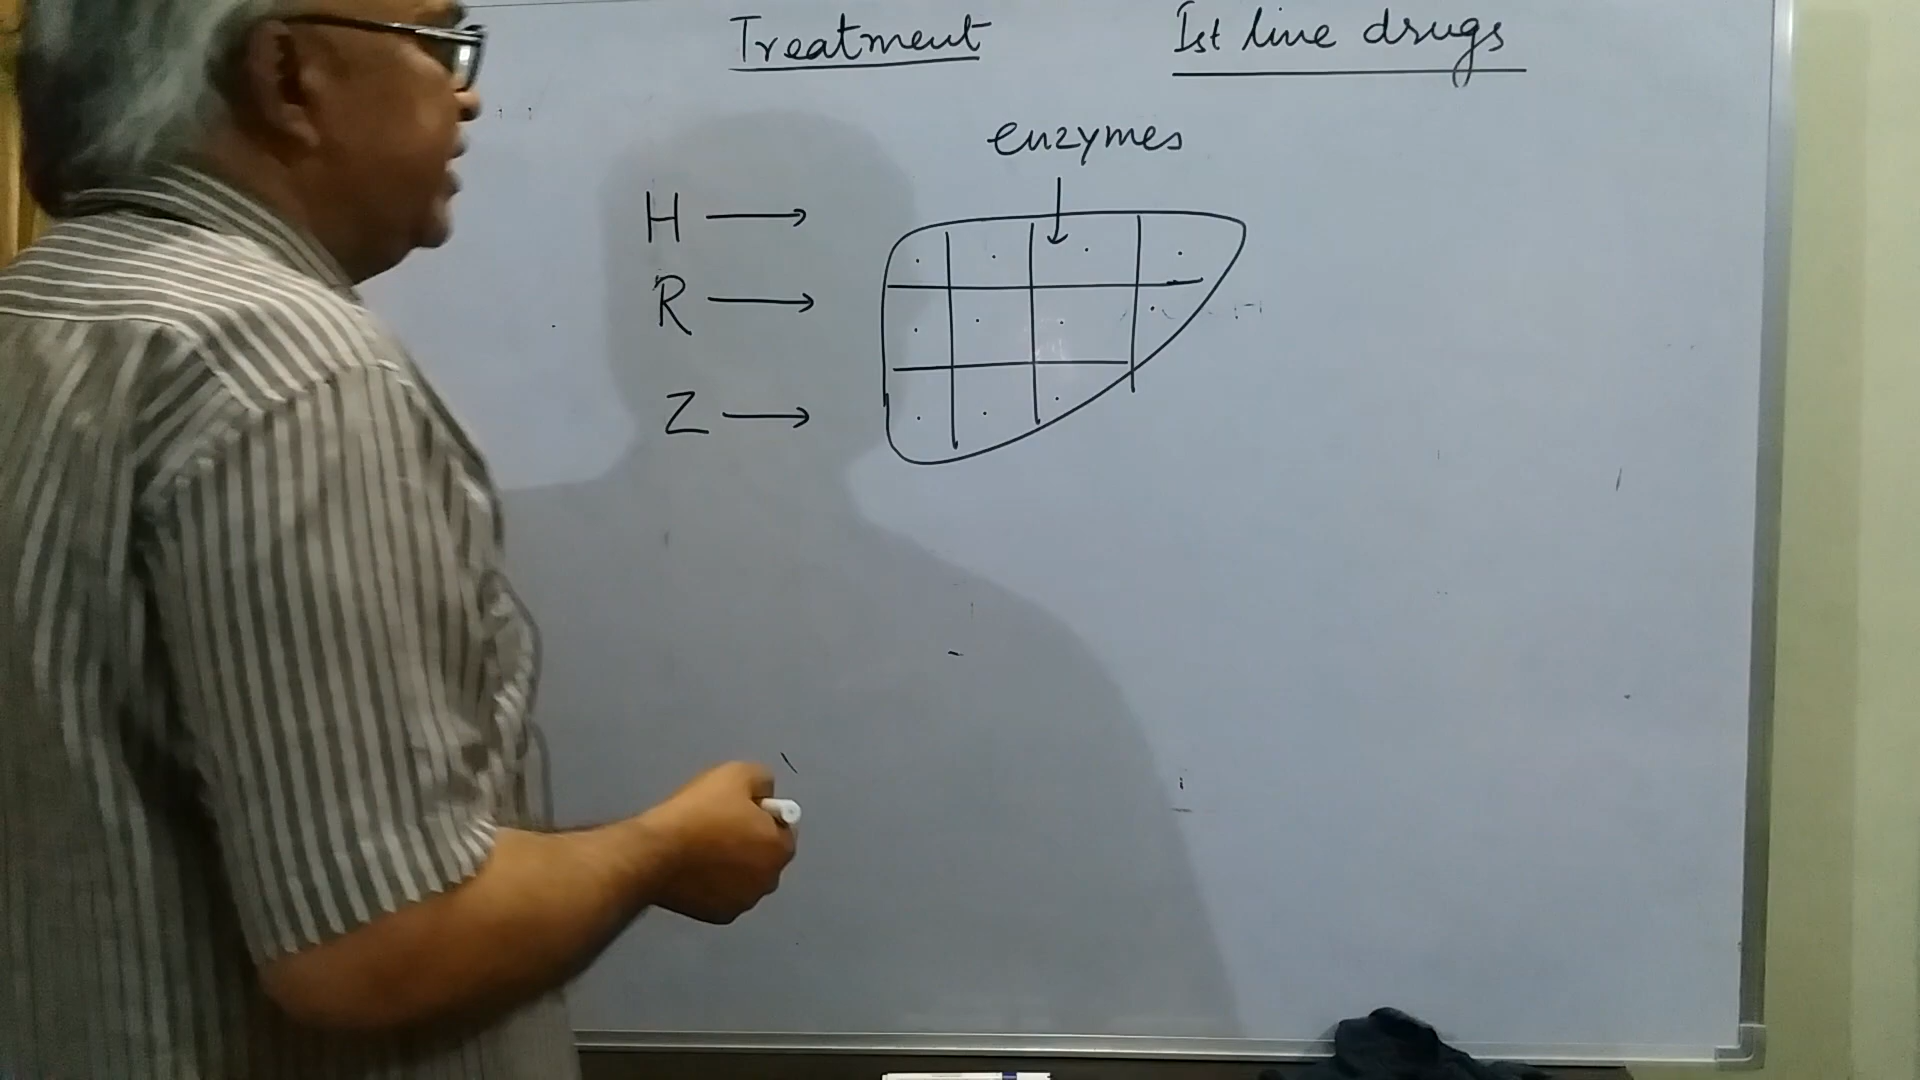 Treatment Ist line drugs
enzymes
H →
R →
Z →